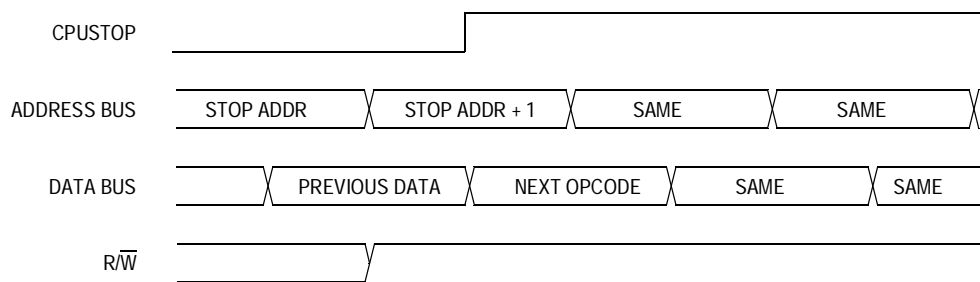 CPUSTOP
ADDRESS BUS STOP ADDR STOP ADDR + 1 SAME SAME
DATA BUS PREVIOUS DATA NEXT OPCODE SAME SAME
R/W̅